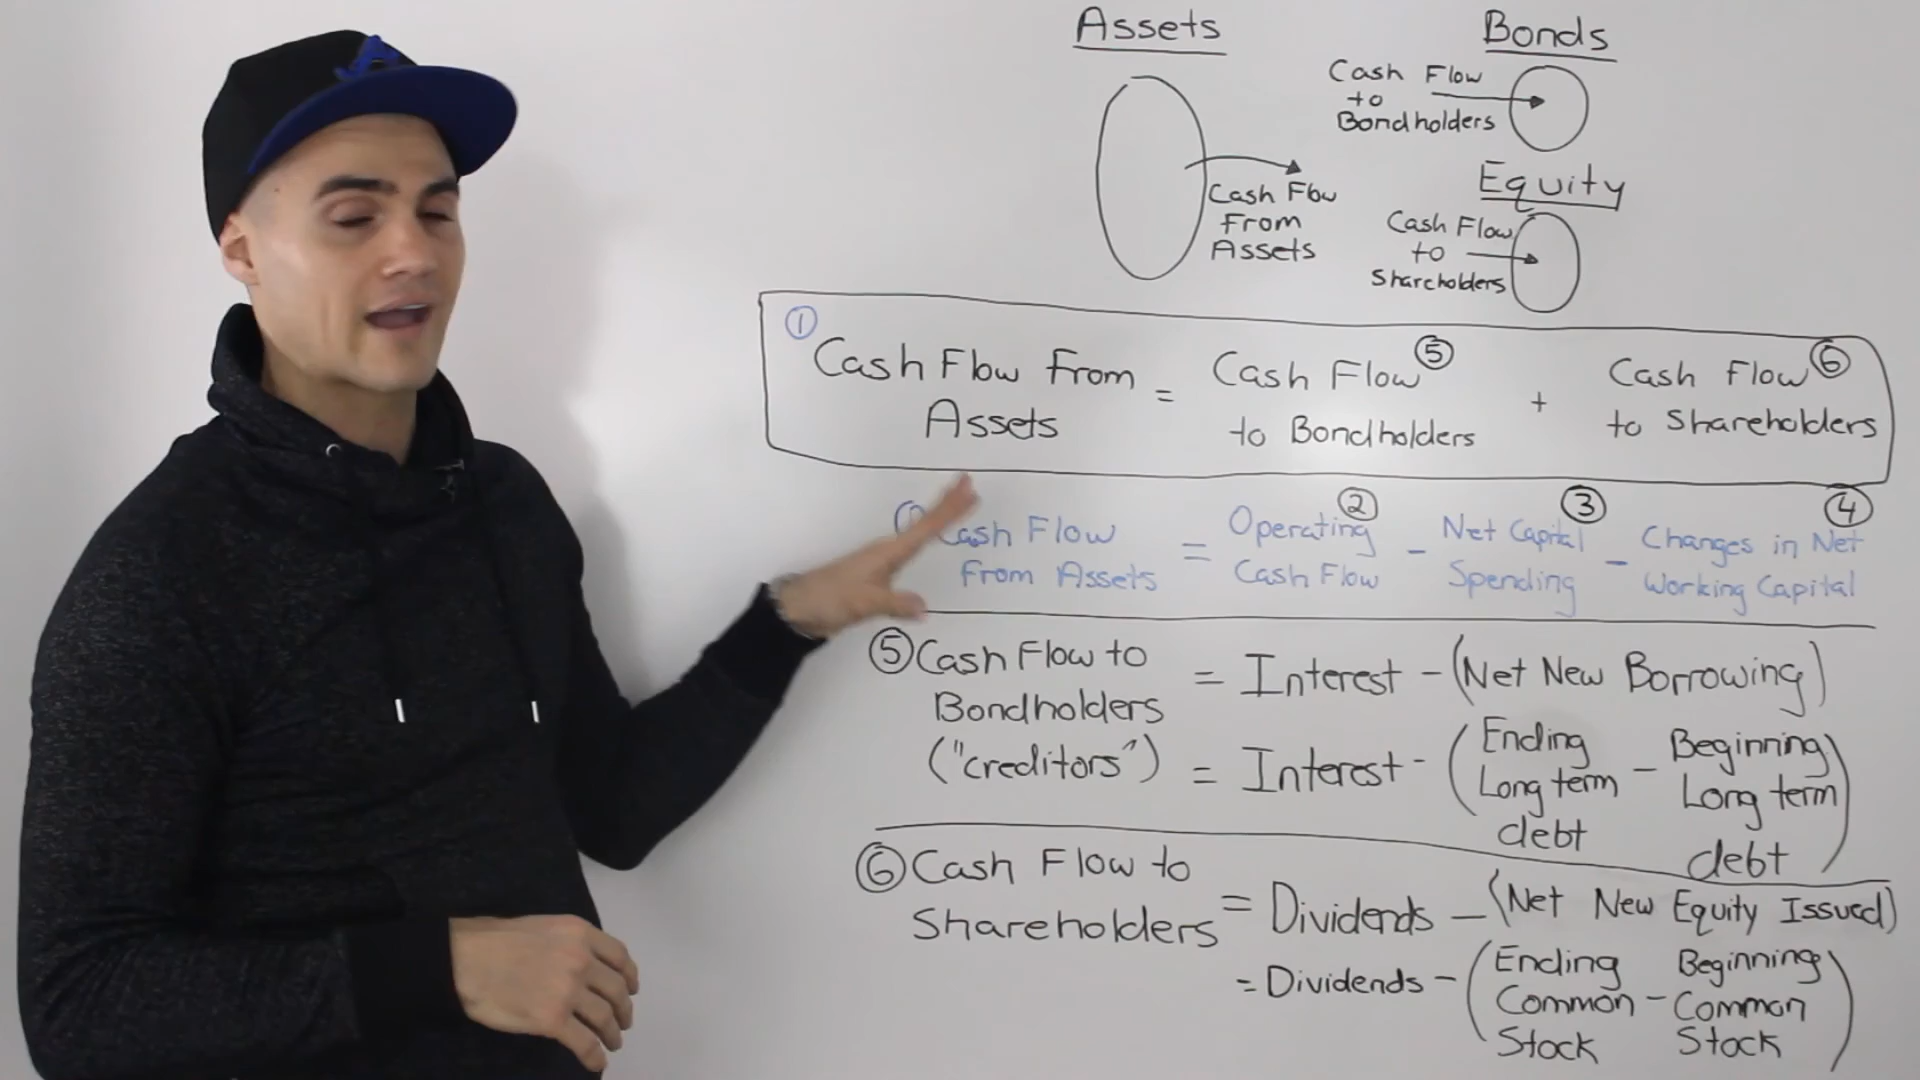 Assets
Cash Flow
From
Assets
Bonds
Cash Flow
to
Bondholders
Equity
Cash Flow
to
Shareholders
① Cash Flow From Assets = Cash Flow ⑤ to Bondholders + Cash Flow ⑥ to Shareholders
① Cash Flow From Assets = Operating Cash Flow ② - Net Capital Spending ③ - Changes in Net Working Capital ④
⑤ Cash Flow to Bondholders ("creditors") = Interest - (Net New Borrowing)
= Interest - (Ending Long term debt - Beginning Long term debt)
⑥ Cash Flow to Shareholders = Dividends - (Net New Equity Issued)
= Dividends - (Ending Common Stock - Beginning Common Stock)